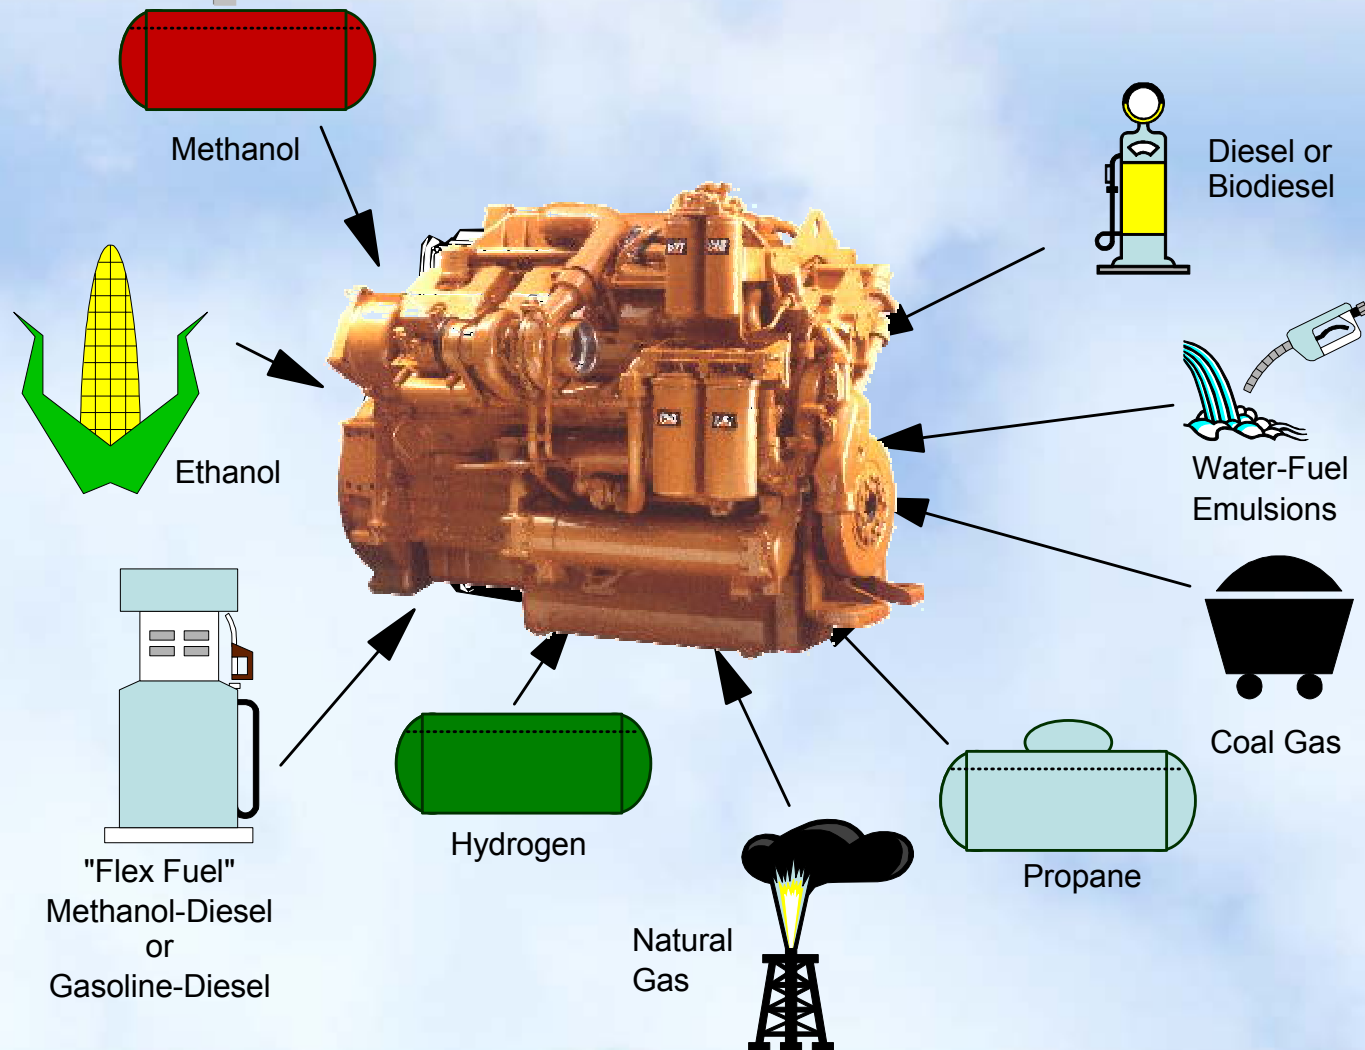 Methanol
Diesel or
Biodiesel
Ethanol
Water-Fuel
Emulsions
Coal Gas
"Flex Fuel"
Methanol-Diesel
or
Gasoline-Diesel
Hydrogen
Propane
Natural
Gas